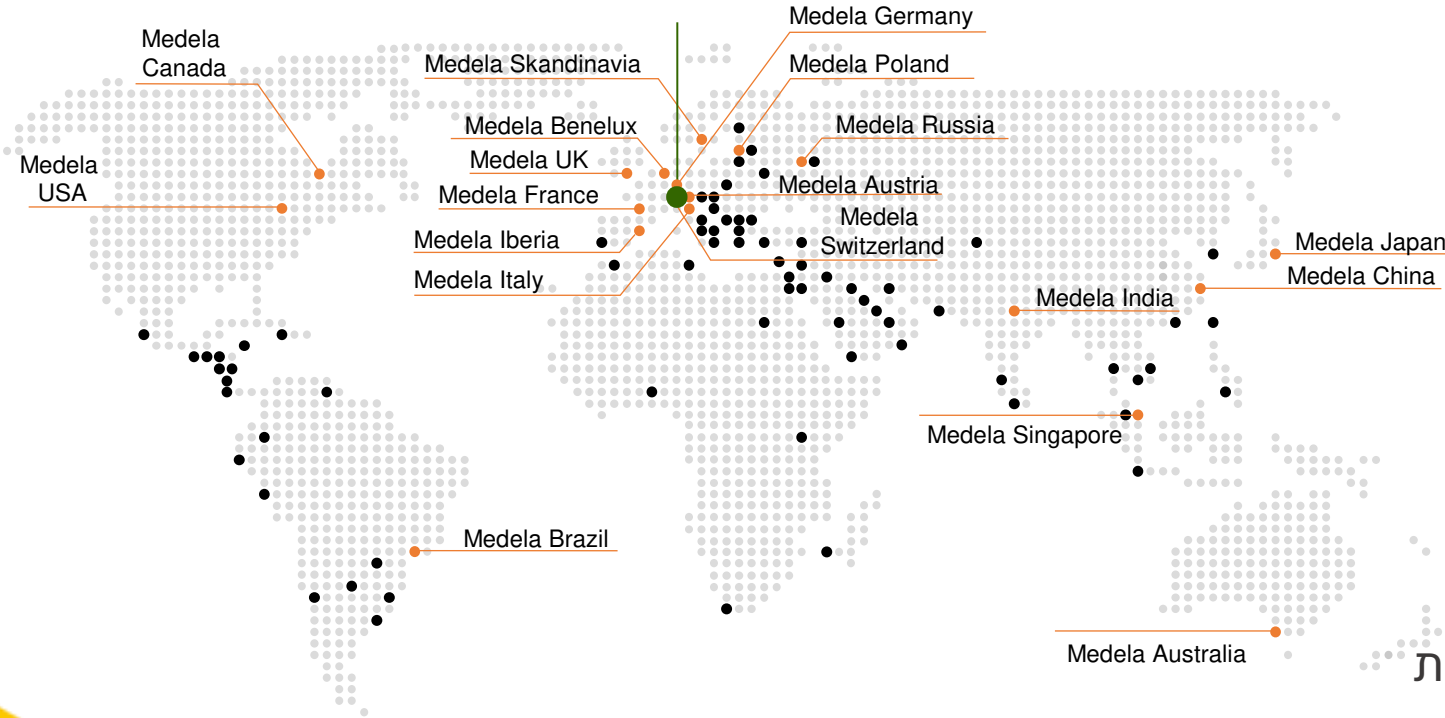 Medela Germany
Medela
Canada
Medela Skandinavia
Medela Poland
Medela Benelux
Medela Russia
Medela UK
Medela
USA
Medela France
Medela Austria
Medela
Switzerland
Medela Iberia
Medela Italy
Medela Japan
Medela China
Medela India
Medela Singapore
Medela Brazil
Medela Australia
ת